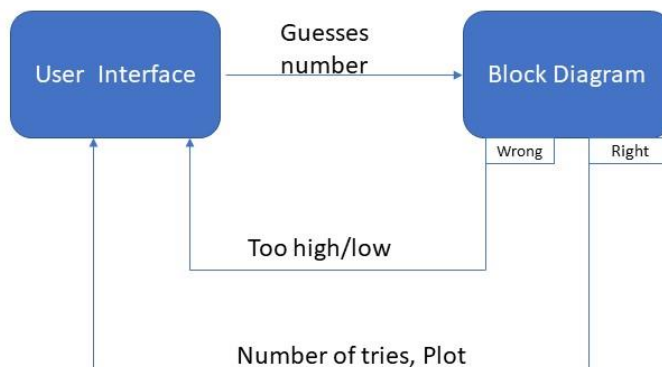 Guesses
number
User Interface
Block Diagram
Wrong
Right
Too high/low
Number of tries, Plot